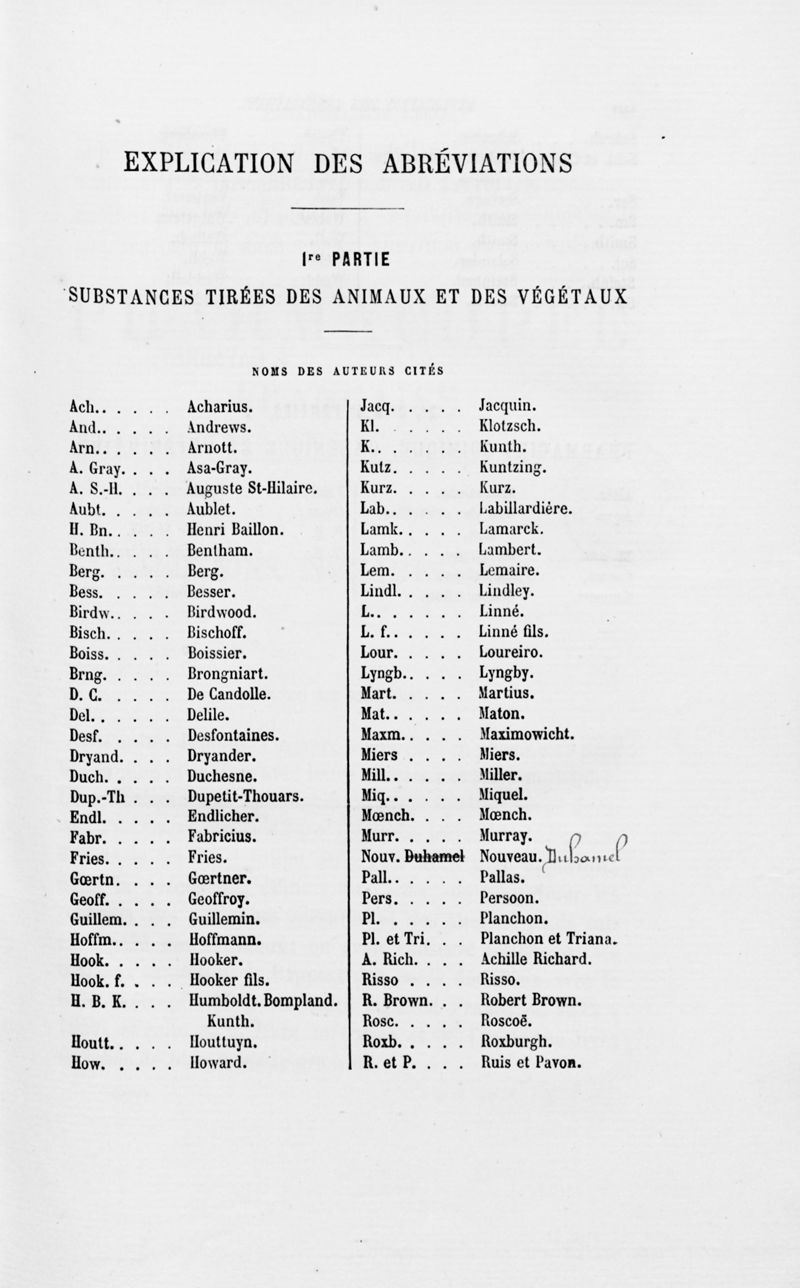 EXPLICATION DES ABRÉVIATIONS
Ire PARTIE
SUBSTANCES TIRÉES DES ANIMAUX ET DES VÉGÉTAUX
NOMS DES AUTEURS CITÉS
Ach.. . . . . Acharius.
And.. . . . . Andrews.
Arn.. . . . . Arnott.
A. Gray. . . . Asa-Gray.
A. S.-H. . . . Auguste St-Hilaire.
Aubt. . . . . Aublet.
H. Bn. . . . . Henri Baillon.
Benth.. . . . Bentham.
Berg. . . . . Berg.
Bess. . . . . Besser.
Birdw.. . . . Birdwood.
Bisch. . . . . Bischoff.
Boiss. . . . . Boissier.
Brng. . . . . Brongniart.
D. C. . . . . De Candolle.
Del. . . . . . Delile.
Desf. . . . . Desfontaines.
Dryand. . . . Dryander.
Duch. . . . . Duchesne.
Dup.-Th . . . Dupetit-Thouars.
Endl. . . . . Endlicher.
Fabr. . . . . Fabricius.
Fries. . . . . Fries.
Gœrtn. . . . Gœrtner.
Geoff. . . . . Geoffroy.
Guillem. . . . Guillemin.
Hoffm.. . . . Hoffmann.
Hook. . . . . Hooker.
Hook. f. . . . Hooker fils.
H. B. K. . . . Humboldt. Bompland.
Kunth.
Houtt.. . . . Houttuyn.
How. . . . . Howard.
Jacq. . . . . Jacquin.
Kl. . . . . . Klotzsch.
K.. . . . . . Kunth.
Kutz. . . . . Kuntzing.
Kurz. . . . . Kurz.
Lab.. . . . . Labillardière.
Lamk.. . . . Lamarck.
Lamb.. . . . Lambert.
Lem. . . . . Lemaire.
Lindl. . . . . Lindley.
L.. . . . . . Linné.
L. f.. . . . . Linné fils.
Lour. . . . . Loureiro.
Lyngb.. . . . Lyngby.
Mart. . . . . Martius.
Mat.. . . . . Maton.
Maxm.. . . . Maximowicht.
Miers . . . . Miers.
Mill.. . . . . Miller.
Miq.. . . . . Miquel.
Mœnch. . . . Mœnch.
Murr. . . . . Murray.
Nouv. Duhamel Nouveau. Duhamel
Pall.. . . . . Pallas.
Pers. . . . . Persoon.
Pl. . . . . . Planchon.
Pl. et Tri. . . Planchon et Triana.
A. Rich. . . . Achille Richard.
Risso . . . . Risso.
R. Brown. . . Robert Brown.
Rosc. . . . . Roscoë.
Roxb. . . . . Roxburgh.
R. et P. . . . Ruis et Pavon.